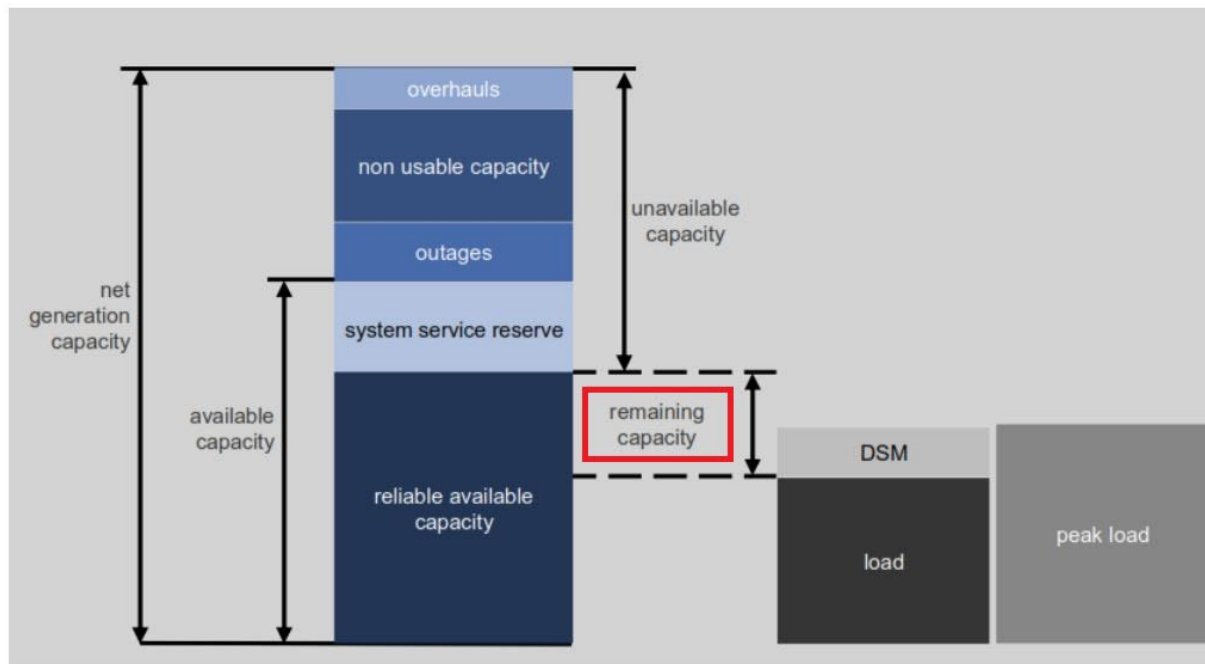 overhauls
non usable capacity
unavailable
capacity
outages
net
generation
capacity
system service reserve
available
capacity
remaining
capacity
DSM
reliable available
capacity
peak load
load